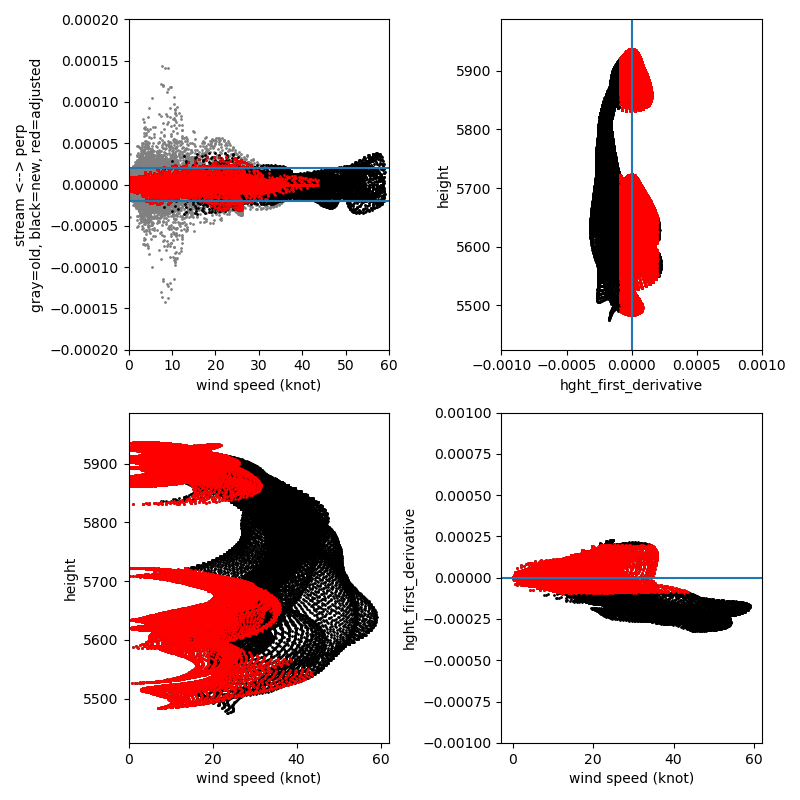 0.00020
0.00015
0.00010
0.00005
0.00000
−0.00005
−0.00010
−0.00015
−0.00020
stream <--> perp
gray=old, black=new, red=adjusted
0 10 20 30 40 50 60
wind speed (knot)
5900
5800
5700
5600
5500
height
−0.0010 −0.0005 0.0000 0.0005 0.0010
hght_first_derivative
5900
5800
5700
5600
5500
height
0 20 40 60
wind speed (knot)
0.00100
0.00075
0.00050
0.00025
0.00000
−0.00025
−0.00050
−0.00075
−0.00100
hght_first_derivative
0 20 40 60
wind speed (knot)